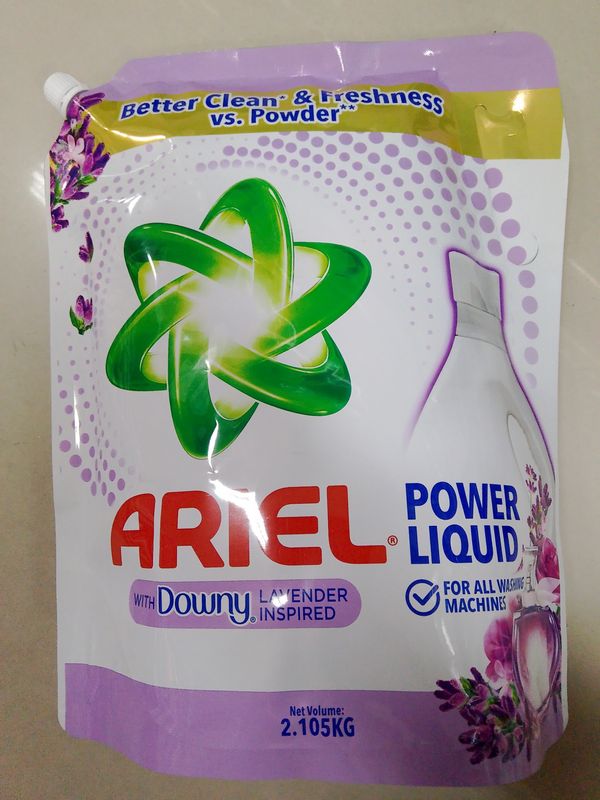 Better Clean* & Freshness
vs. Powder**
ARIEL®
POWER
LIQUID
WITH Downy® LAVENDER
INSPIRED
FOR ALL WASHING
MACHINES
Net Volume:
2.105KG